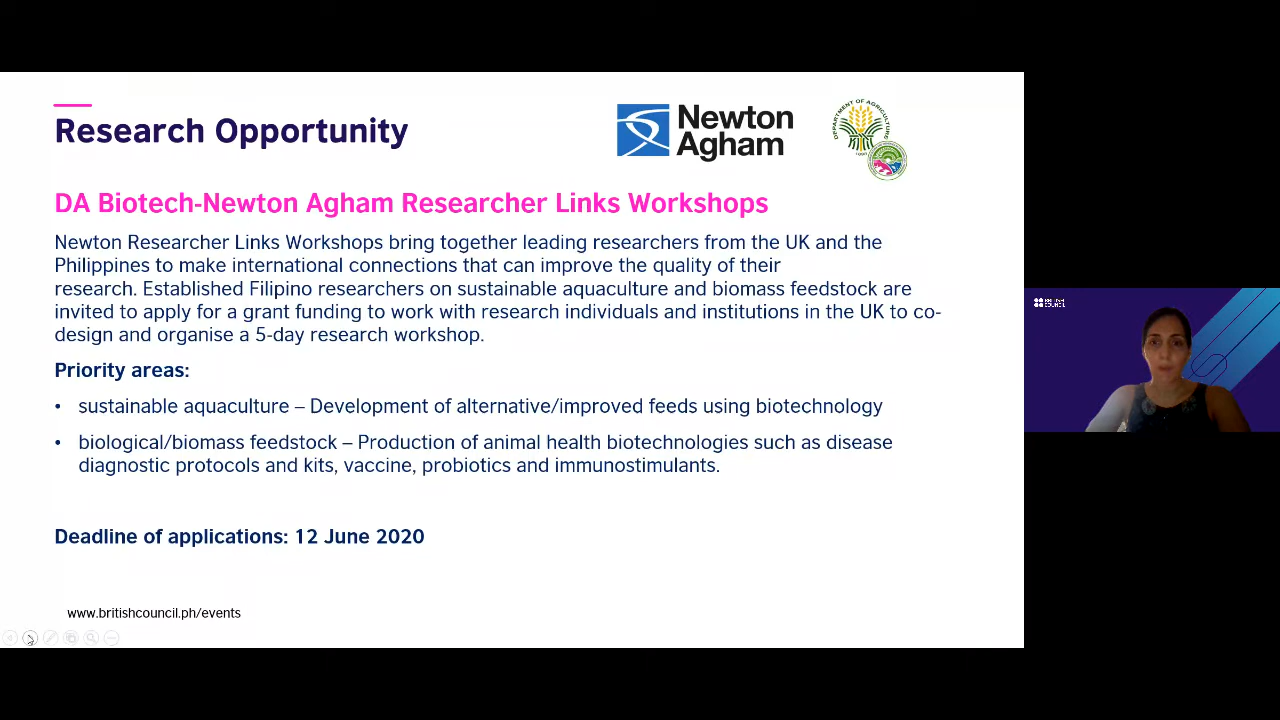 Research Opportunity
Newton
Agham
DEPARTMENT OF AGRICULTURE
DA Biotech-Newton Agham Researcher Links Workshops
Newton Researcher Links Workshops bring together leading researchers from the UK and the
Philippines to make international connections that can improve the quality of their
research. Established Filipino researchers on sustainable aquaculture and biomass feedstock are
invited to apply for a grant funding to work with research individuals and institutions in the UK to co-
design and organise a 5-day research workshop.
Priority areas:
• sustainable aquaculture – Development of alternative/improved feeds using biotechnology
• biological/biomass feedstock – Production of animal health biotechnologies such as disease
diagnostic protocols and kits, vaccine, probiotics and immunostimulants.
BRITISH
COUNCIL
Deadline of applications: 12 June 2020
www.britishcouncil.ph/events